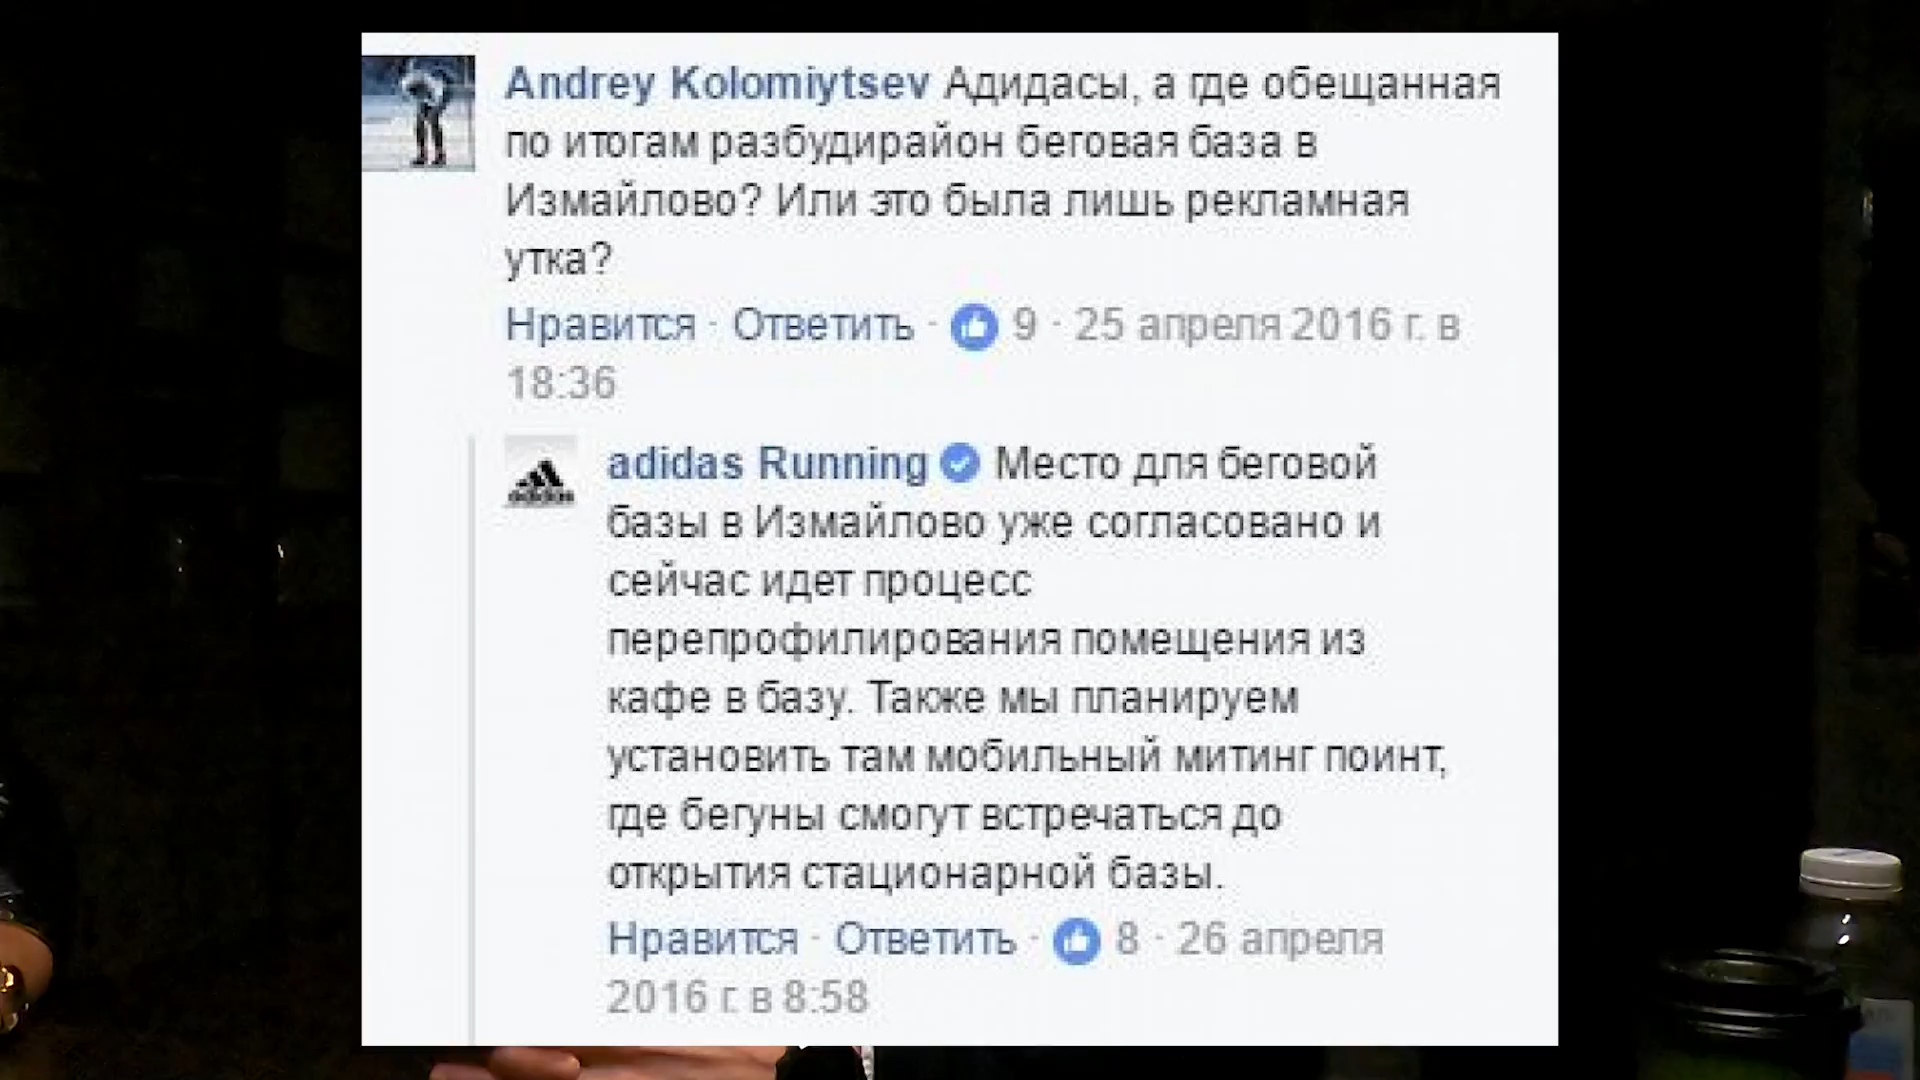 Andrey Kolomiytsev Адидасы, а где обещанная
по итогам разбудирайон беговая база в
Измайлово? Или это была лишь рекламная
утка?
Нравится · Ответить · 9 · 25 апреля 2016 г. в
18:36
adidas
adidas Running Место для беговой
базы в Измайлово уже согласовано и
сейчас идет процесс
перепрофилирования помещения из
кафе в базу. Также мы планируем
установить там мобильный митинг поинт,
где бегуны смогут встречаться до
открытия стационарной базы.
Нравится · Ответить · 8 · 26 апреля
2016 г. в 8:58